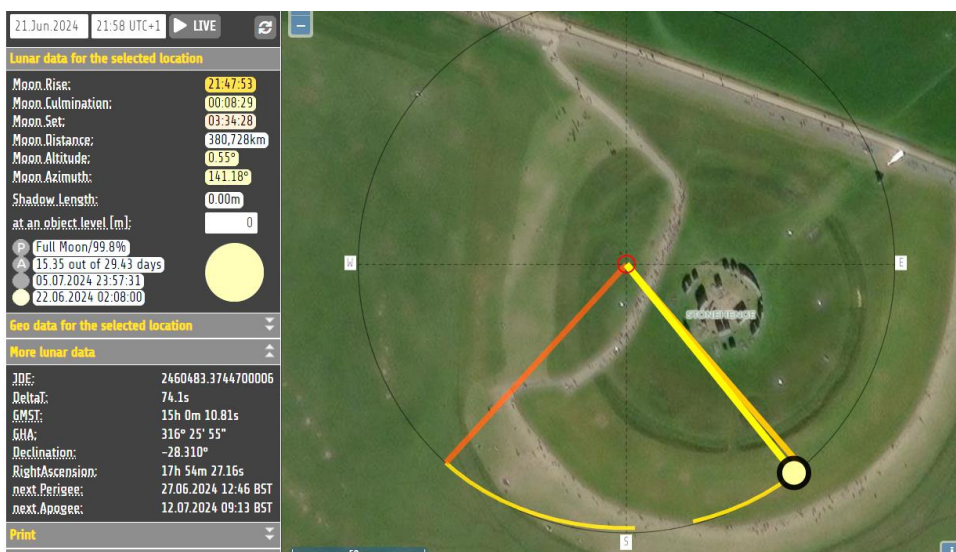 21.Jun.2024 21:58 UTC+1 LIVE
Lunar data for the selected location
Moon Rise: 21:47:53
Moon Culmination: 00:08:29
Moon Set: 03:34:28
Moon Distance: 380,728km
Moon Altitude: 0.55°
Moon Azimuth: 141.18°
Shadow Length: 0.00m
at an object level [m]: 0
P Full Moon/99.8%
A 15.35 out of 29.43 days
05.07.2024 23:57:31
22.06.2024 02:08:00
Geo data for the selected location
More lunar data
JDE: 2460483.3744700006
DeltaT: 74.1s
GMST: 15h 0m 10.81s
GHA: 316° 25' 55"
Declination: -28.310°
RightAscension: 17h 54m 27.16s
next Perigee: 27.06.2024 12:46 BST
next Apogee: 12.07.2024 09:13 BST
Print
−
W
E
STONEHENGE
S
i